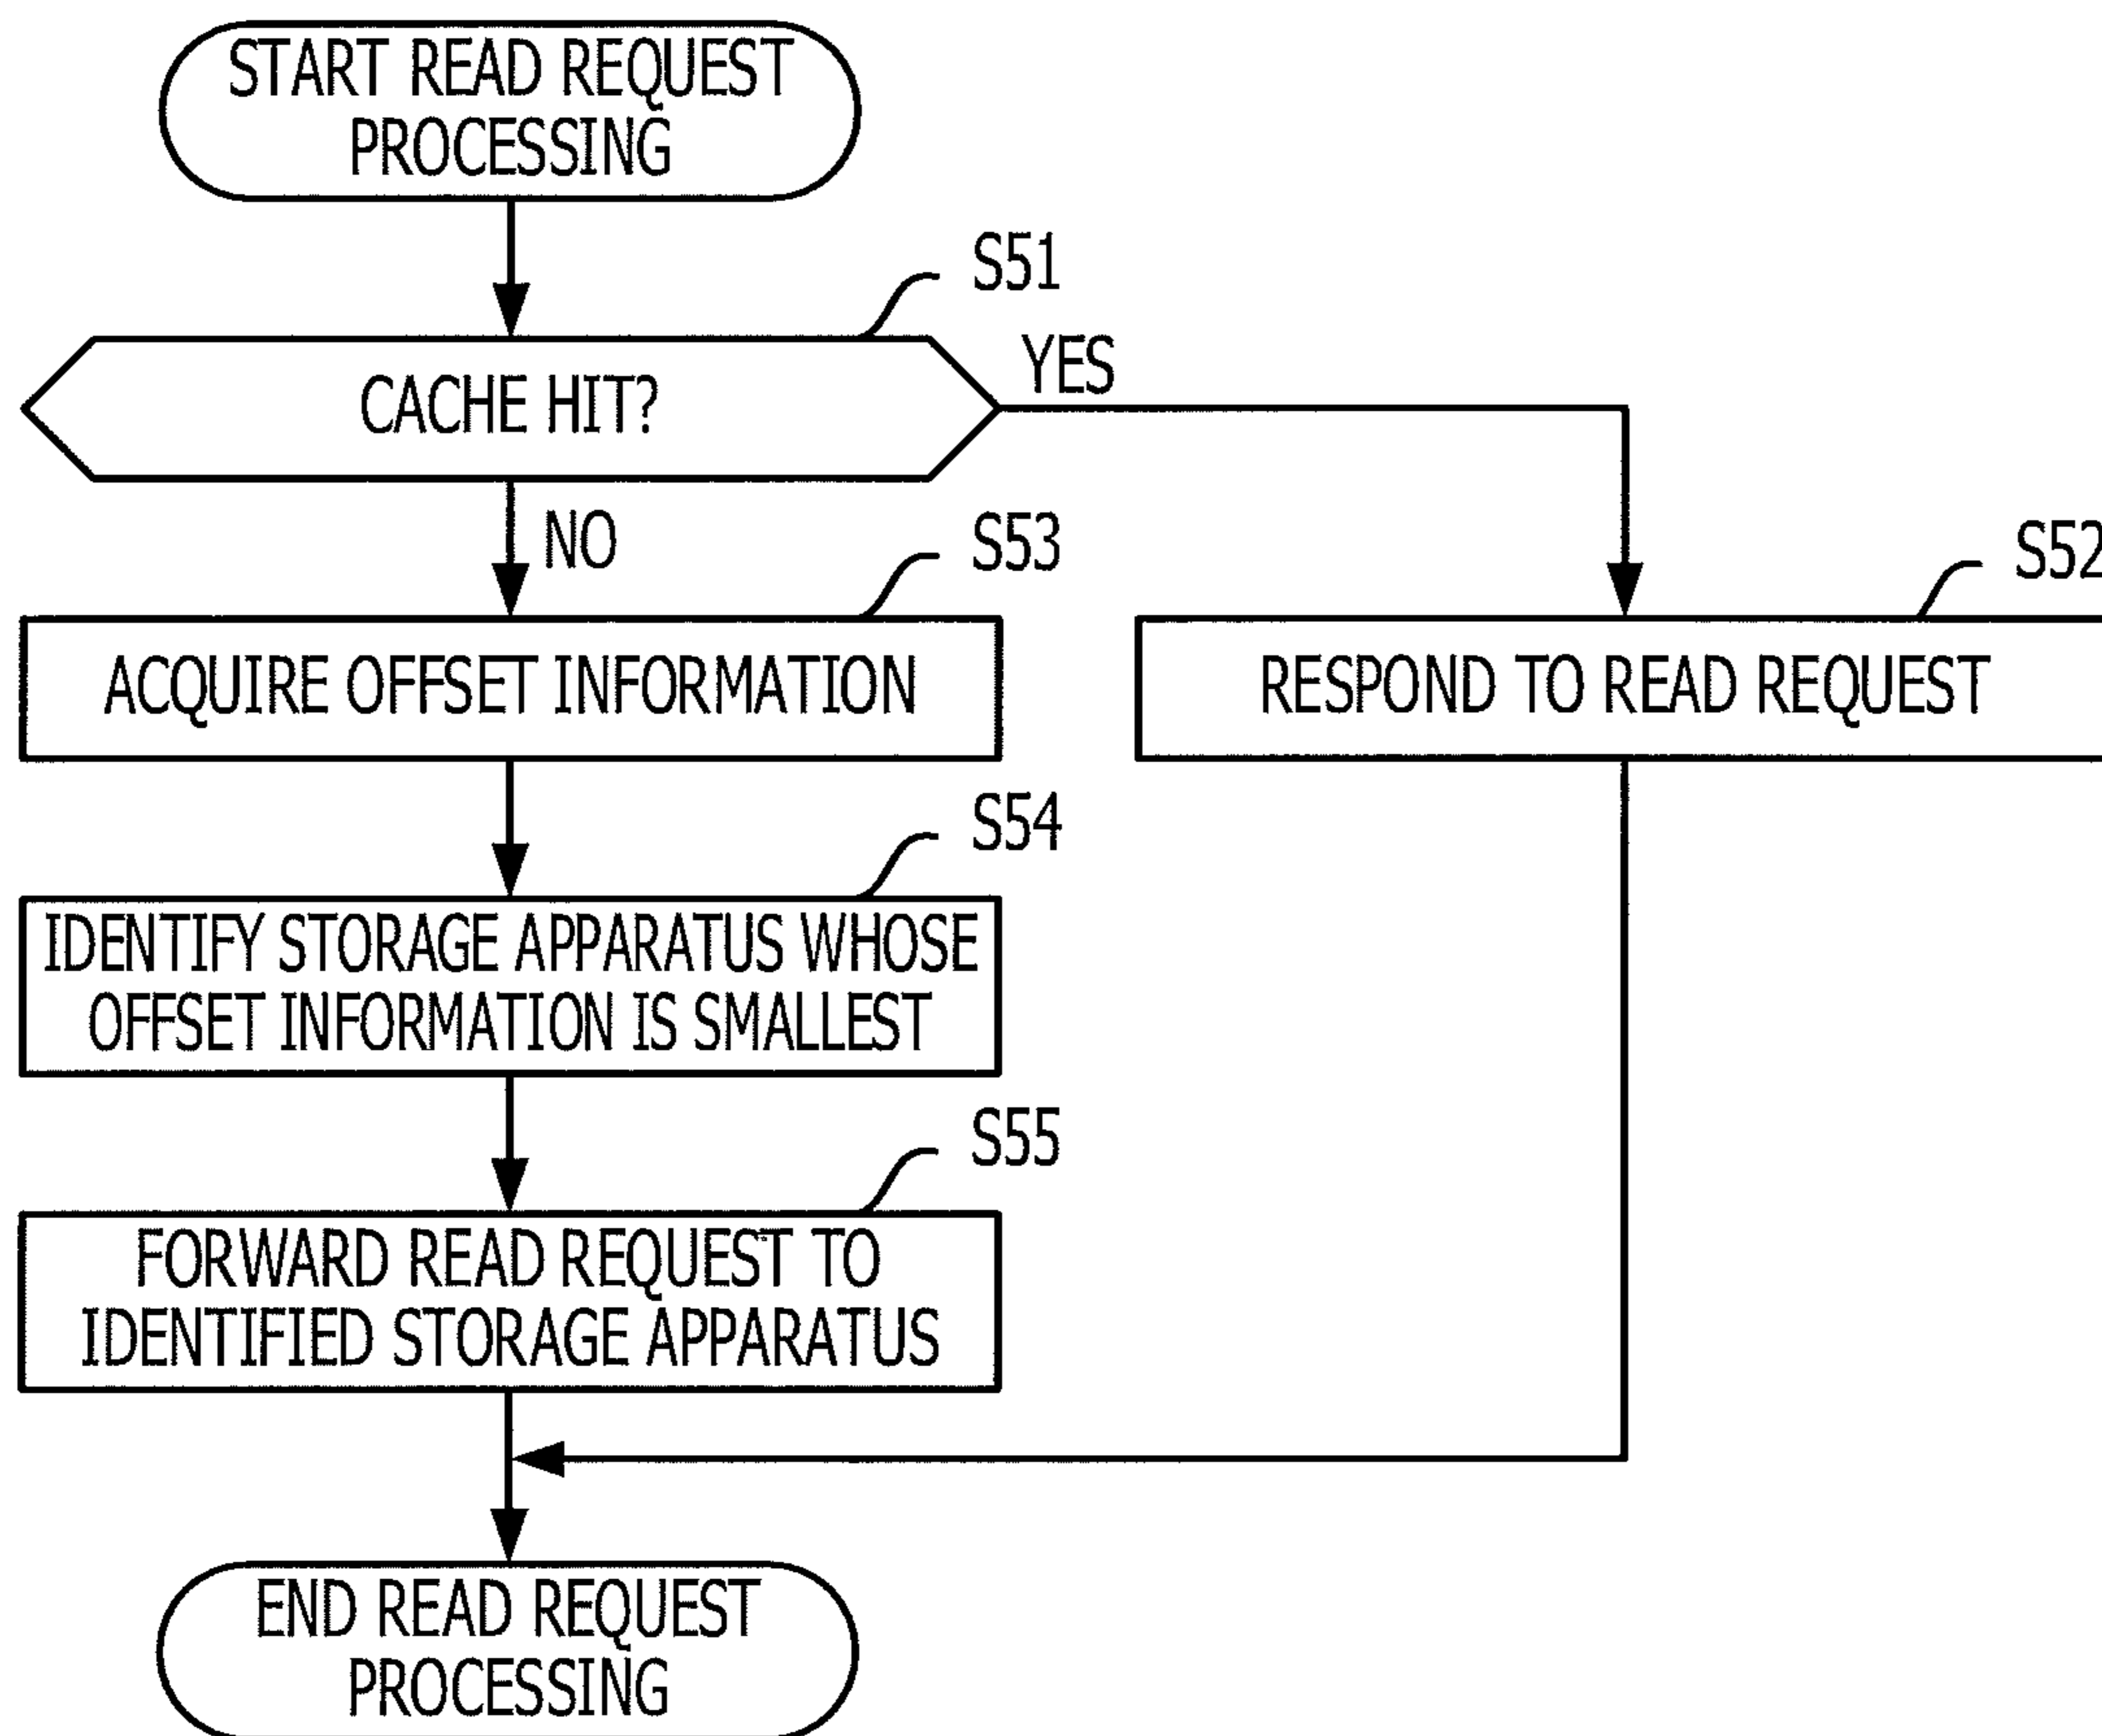 START READ REQUEST
PROCESSING
S51
CACHE HIT?
YES
NO
S53
S52
ACQUIRE OFFSET INFORMATION
RESPOND TO READ REQUEST
S54
IDENTIFY STORAGE APPARATUS WHOSE
OFFSET INFORMATION IS SMALLEST
S55
FORWARD READ REQUEST TO
IDENTIFIED STORAGE APPARATUS
END READ REQUEST
PROCESSING